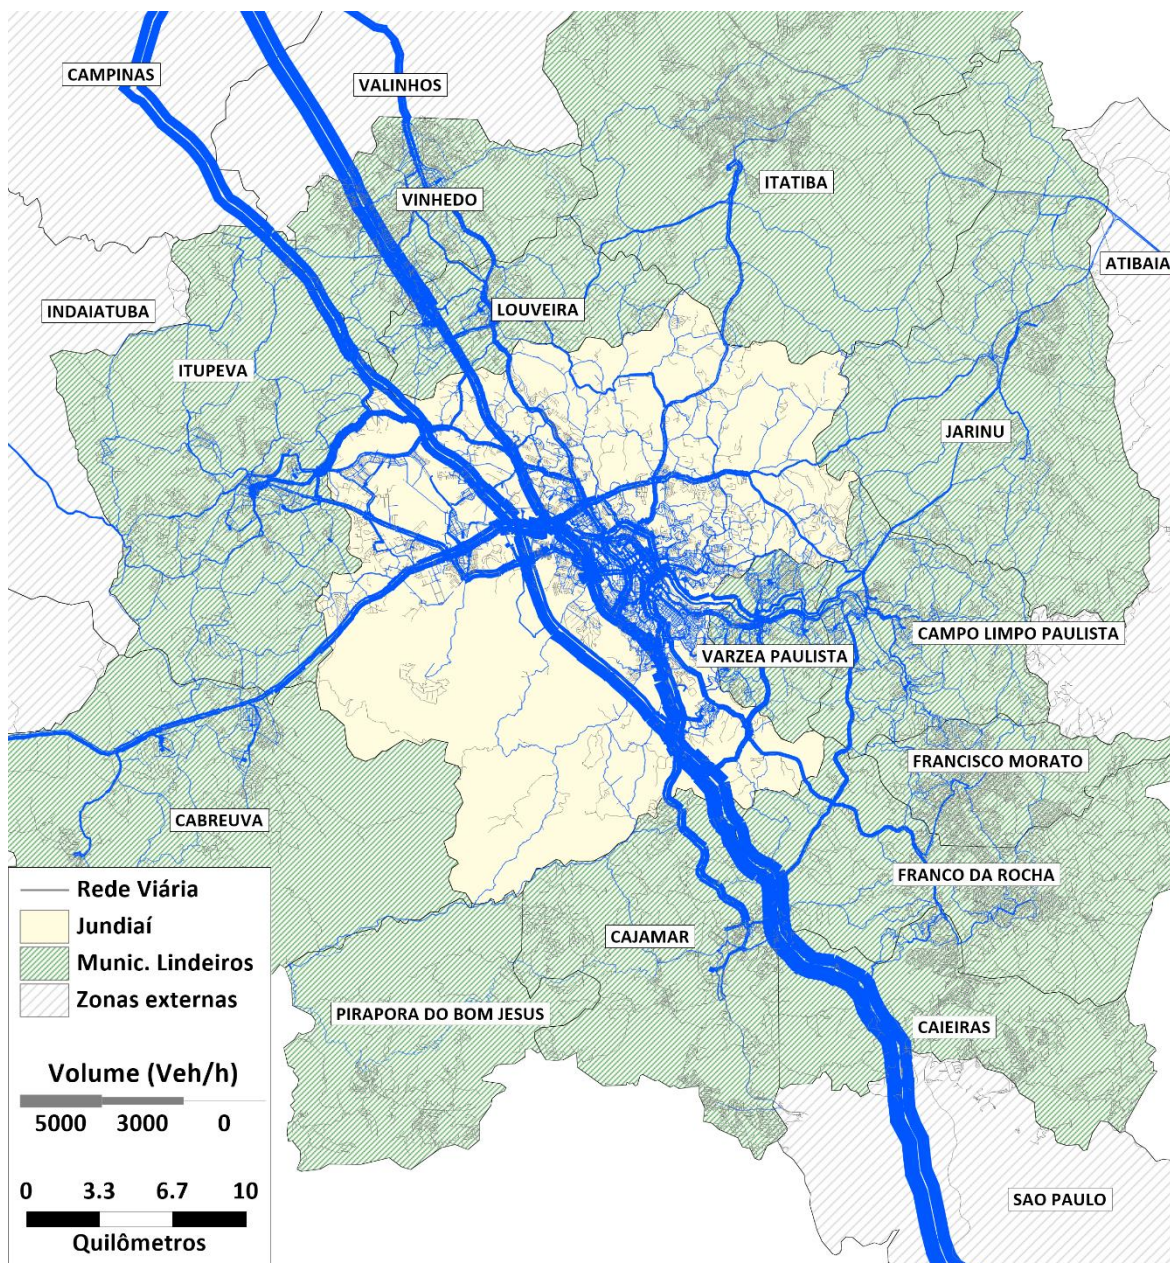 CAMPINAS
VALINHOS
ITATIBA
VINHEDO
ATIBAIA
INDAIATUBA
LOUVEIRA
ITUPEVA
JARINU
CAMPO LIMPO PAULISTA
VARZEA PAULISTA
FRANCISCO MORATO
CABREUVA
FRANCO DA ROCHA
CAJAMAR
PIRAPORA DO BOM JESUS
CAIEIRAS
SAO PAULO
Rede Viária
Jundiaí
Munic. Lindeiros
Zonas externas
Volume (Veh/h)
5000 3000 0
0 3.3 6.7 10
Quilômetros